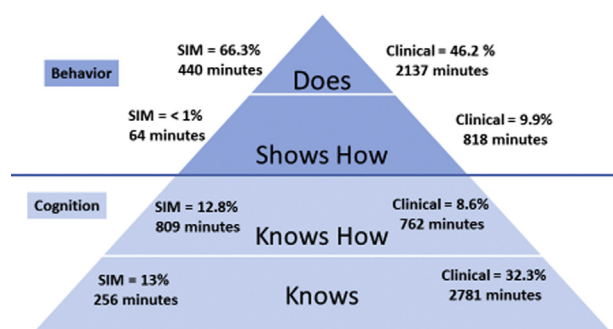 SIM = 66.3%
440 minutes
Clinical = 46.2 %
2137 minutes
Behavior
Does
SIM = < 1%
64 minutes
Clinical = 9.9%
818 minutes
Shows How
Cognition
SIM = 12.8%
809 minutes
Clinical = 8.6%
762 minutes
Knows How
SIM = 13%
256 minutes
Clinical = 32.3%
2781 minutes
Knows